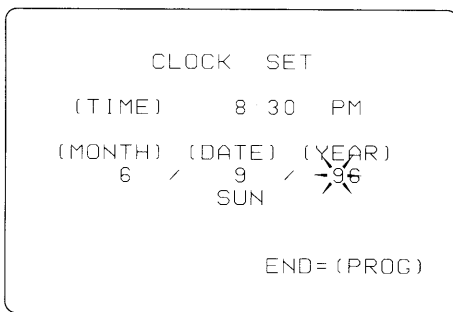 CLOCK SET
(TIME) 8 30 PM
(MONTH) (DATE) (YEAR)
6 / 9 / 96
SUN
END=(PROG)